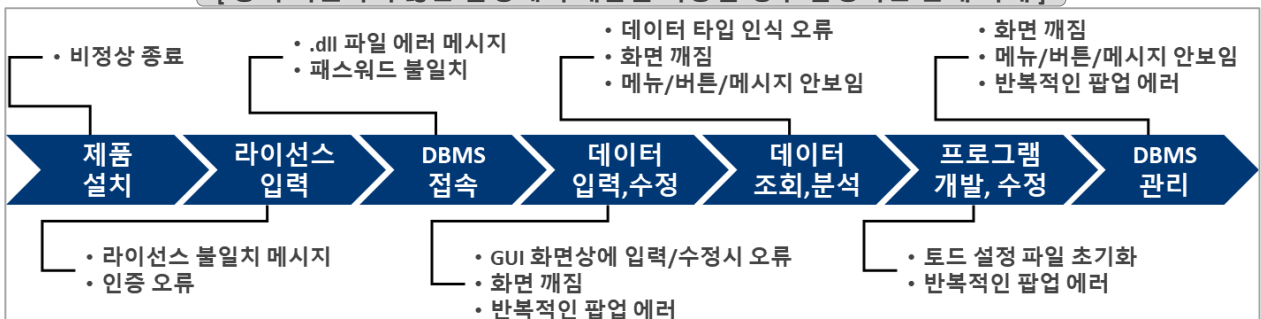 • 비정상 종료
• .dll 파일 에러 메시지
• 패스워드 불일치
• 데이터 타입 인식 오류
• 화면 깨짐
• 메뉴/버튼/메시지 안보임
• 화면 깨짐
• 메뉴/버튼/메시지 안보임
• 반복적인 팝업 에러
제품
설치
라이선스
입력
DBMS
접속
데이터
입력,수정
데이터
조회,분석
프로그램
개발, 수정
DBMS
관리
• 라이선스 불일치 메시지
• 인증 오류
• GUI 화면상에 입력/수정시 오류
• 화면 깨짐
• 반복적인 팝업 에러
• 토드 설정 파일 초기화
• 반복적인 팝업 에러